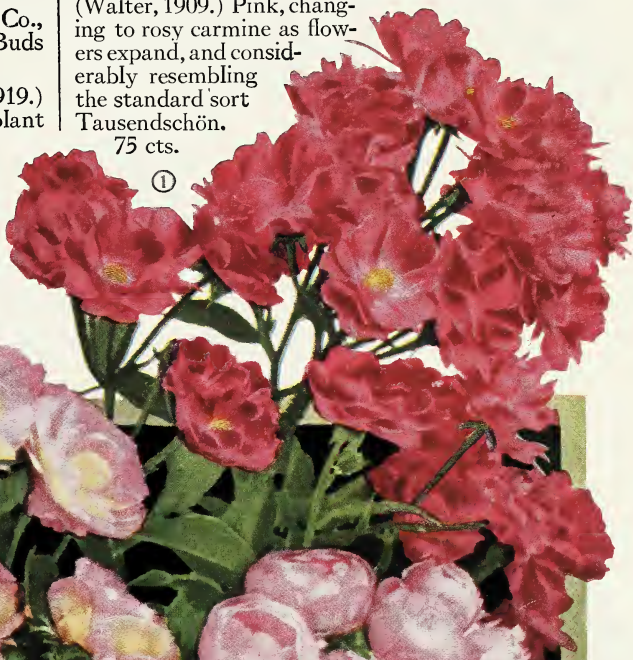 Co.,
Buds
919.)
plant
(Walter, 1909.) Pink, chang-
ing to rosy carmine as flow-
ers expand, and consid-
erably resembling
the standard sort
Tausendschön.
75 cts.
①